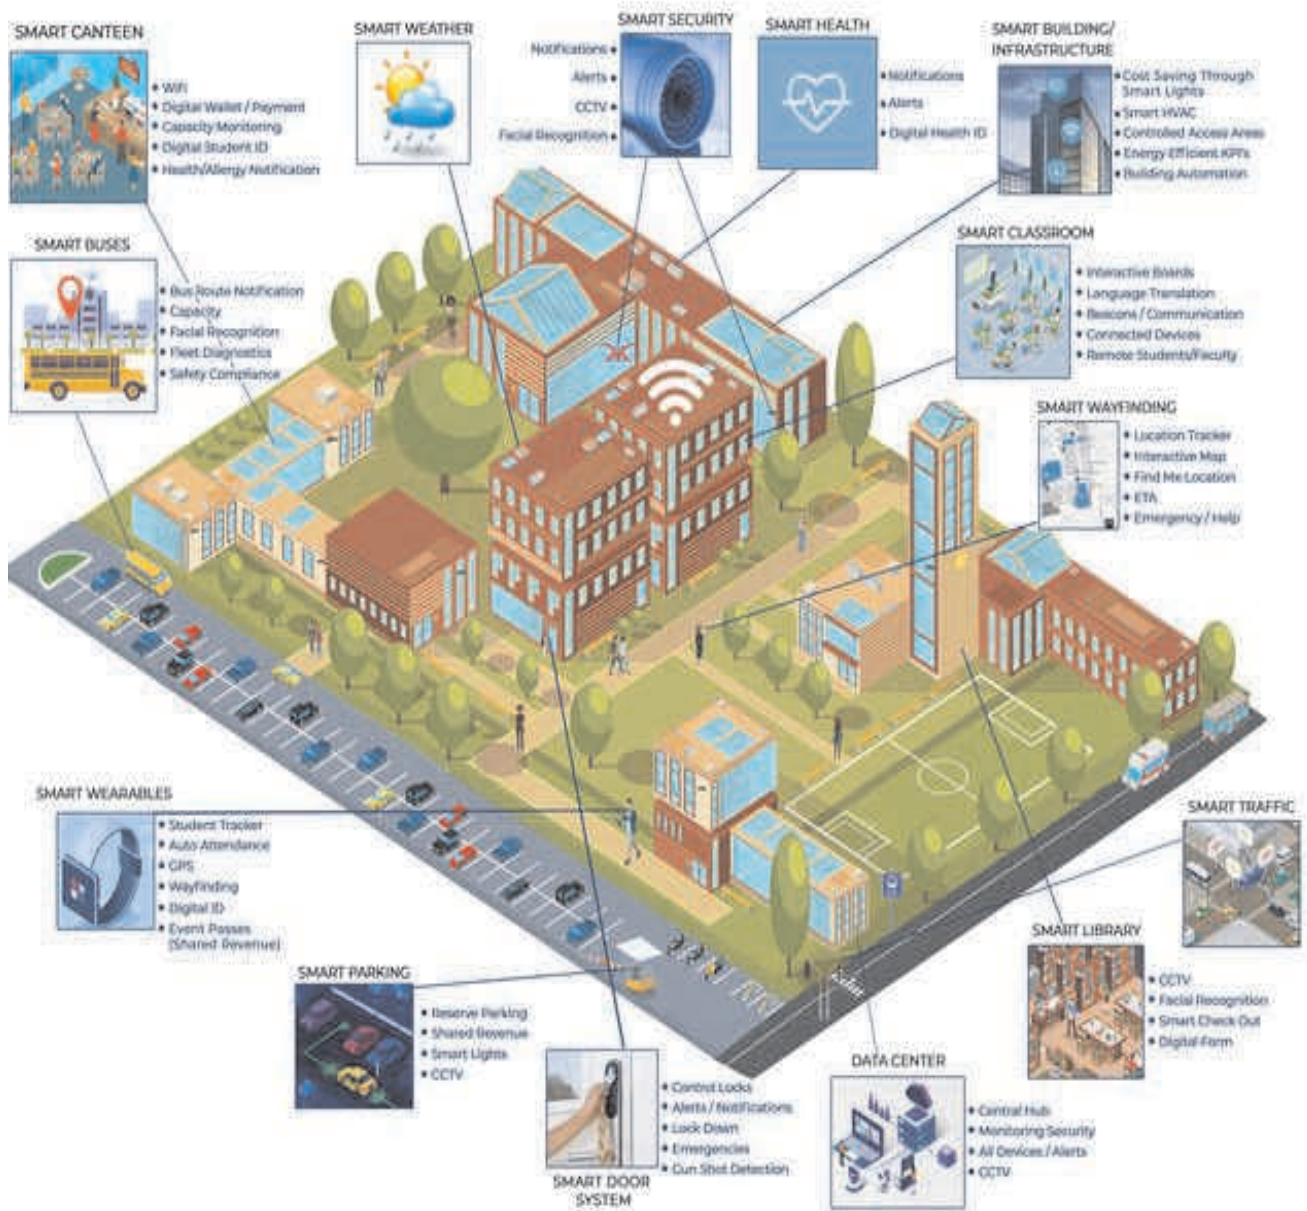 SMART CANTEEN
Wifi
Digital Wallet / Payment
Capacity Monitoring
Digital Student ID
Health/Allergy Notification
SMART WEATHER
SMART SECURITY
Notifications
Alerts
CCTV
Facial Recognition
SMART HEALTH
Notifications
Alerts
Digital Health ID
SMART BUILDING/
INFRASTRUCTURE
Cost Saving Through
Smart Lights
Smart HVAC
Controlled Access Areas
Energy Efficient KPI's
Building Automation
SMART BUSES
Bus Route Notification
Capacity
Facial Recognition
Fleet Diagnostics
Safety Compliance
SMART CLASSROOM
Interactive Boards
Language Translation
Beacons / Communication
Connected Devices
Remote Students/Faculty
SMART WAYFINDING
Location Tracker
Interactive Map
Find Me Location
ETA
Emergency / Help
SMART WEARABLES
Student Tracker
Auto Attendance
GPS
Wayfinding
Digital ID
Event Passes
(Shared Revenue)
SMART TRAFFIC
SMART PARKING
Reserve Parking
Shared Revenue
Smart Lights
CCTV
SMART LIBRARY
CCTV
Facial Recognition
Smart Check Out
Digital Form
SMART DOOR
SYSTEM
Control Locks
Alerts / Notifications
Lock Down
Emergencies
Gun Shot Detection
DATA CENTER
Central Hub
Monitoring Security
All Devices / Alerts
CCTV